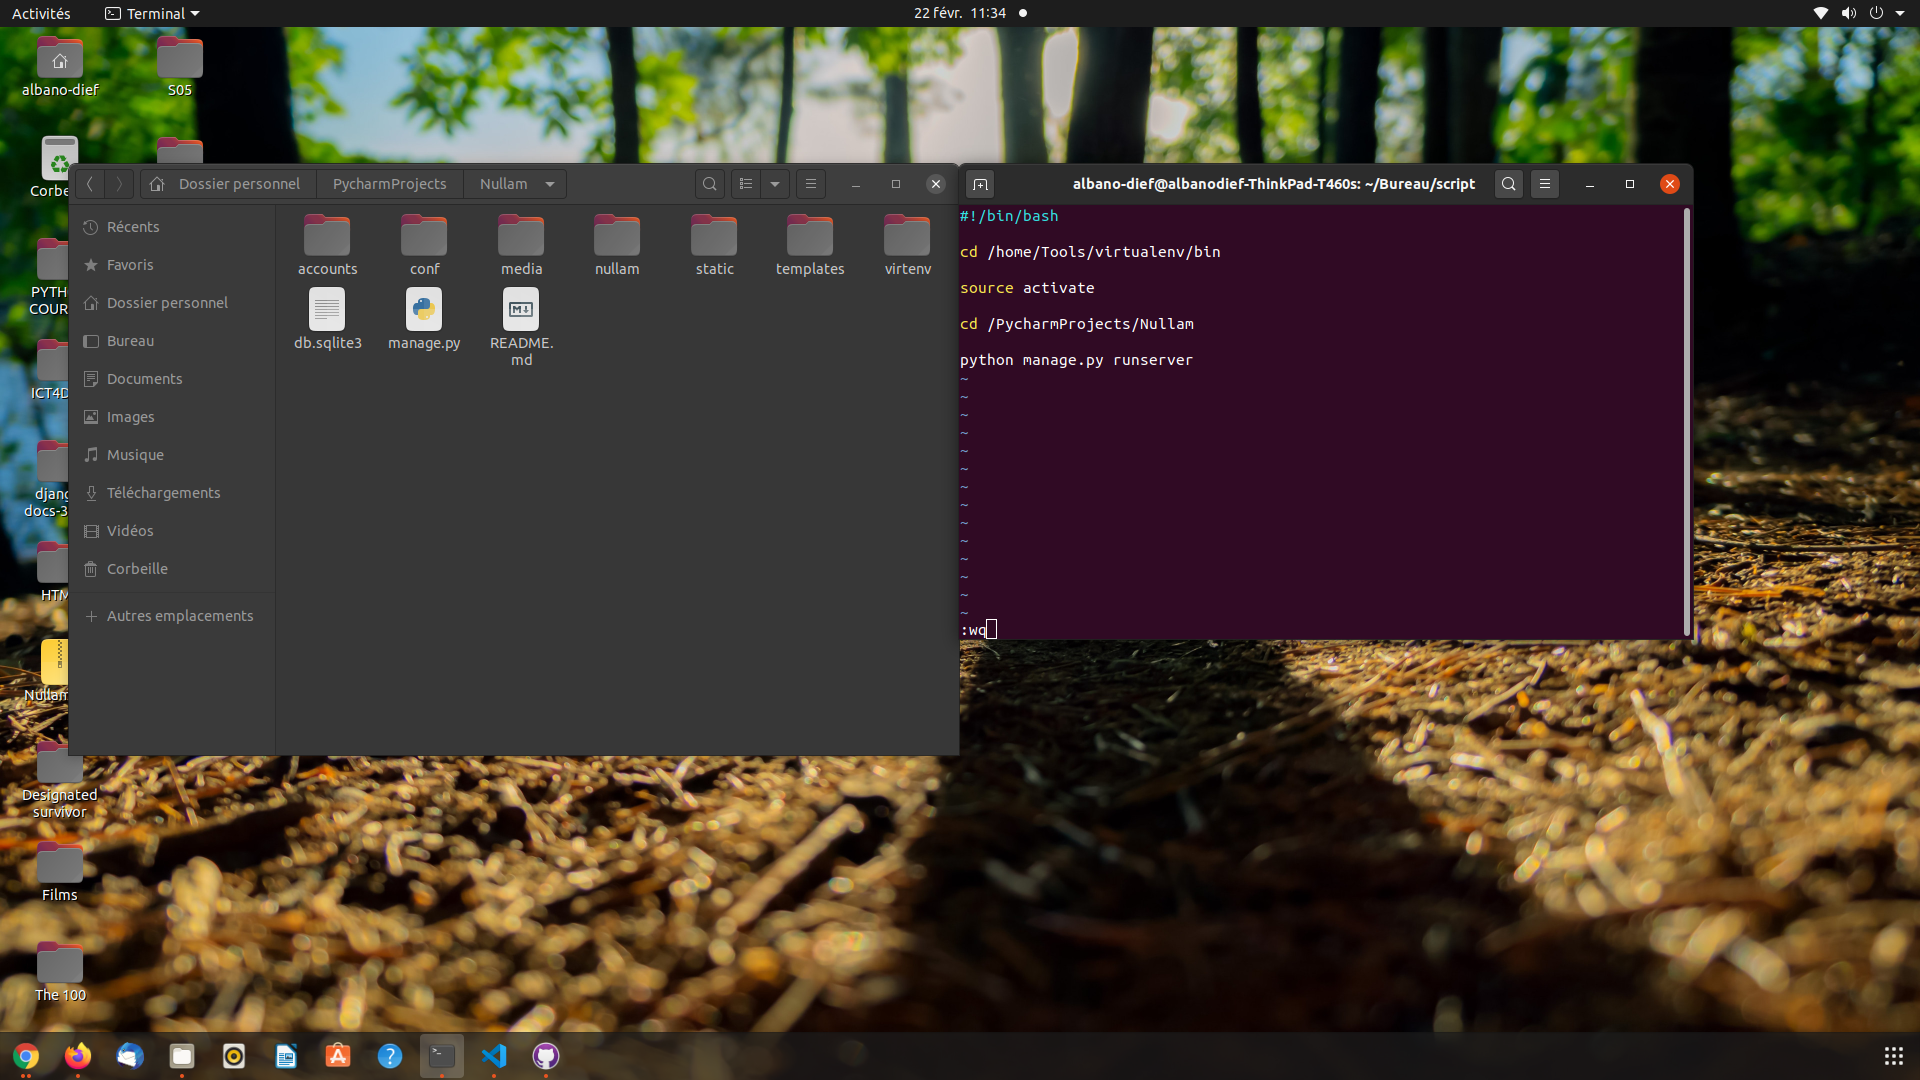 Activités
Terminal
22 févr. 11:34
albano-dief
S05
Corbe
PYTH
COUR
ICT4D
djang
docs-3
HTM
Nullam
Designated
survivor
Films
The 100
Dossier personnel
PycharmProjects
Nullam
Récents
Favoris
Dossier personnel
Bureau
Documents
Images
Musique
Téléchargements
Vidéos
Corbeille
Autres emplacements
accounts
conf
media
nullam
static
templates
virtenv
db.sqlite3
manage.py
README.
md
albano-dief@albanodief-ThinkPad-T460s: ~/Bureau/script
#!/bin/bash
cd /home/Tools/virtualenv/bin
source activate
cd /PycharmProjects/Nullam
python manage.py runserver
~
~
~
~
~
~
~
~
~
~
~
~
~
~
:wq